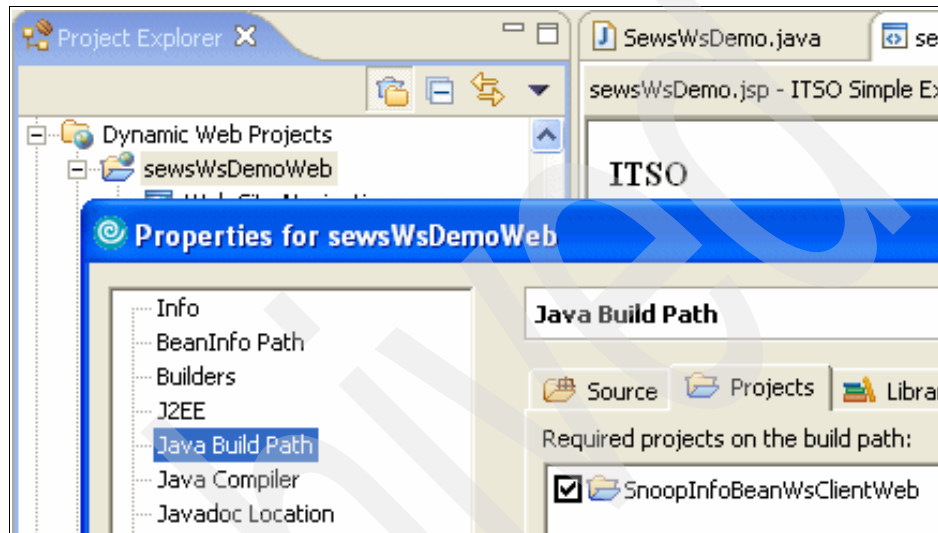 Project Explorer
SewsWsDemo.java
se
sewsWsDemo.jsp - ITSO Simple Ex
Dynamic Web Projects
sewsWsDemoWeb
ITSO
Properties for sewsWsDemoWeb
Info
BeanInfo Path
Builders
J2EE
Java Build Path
Java Compiler
Javadoc Location
Java Build Path
Source
Projects
Librar
Required projects on the build path:
SnoopInfoBeanWsClientWeb